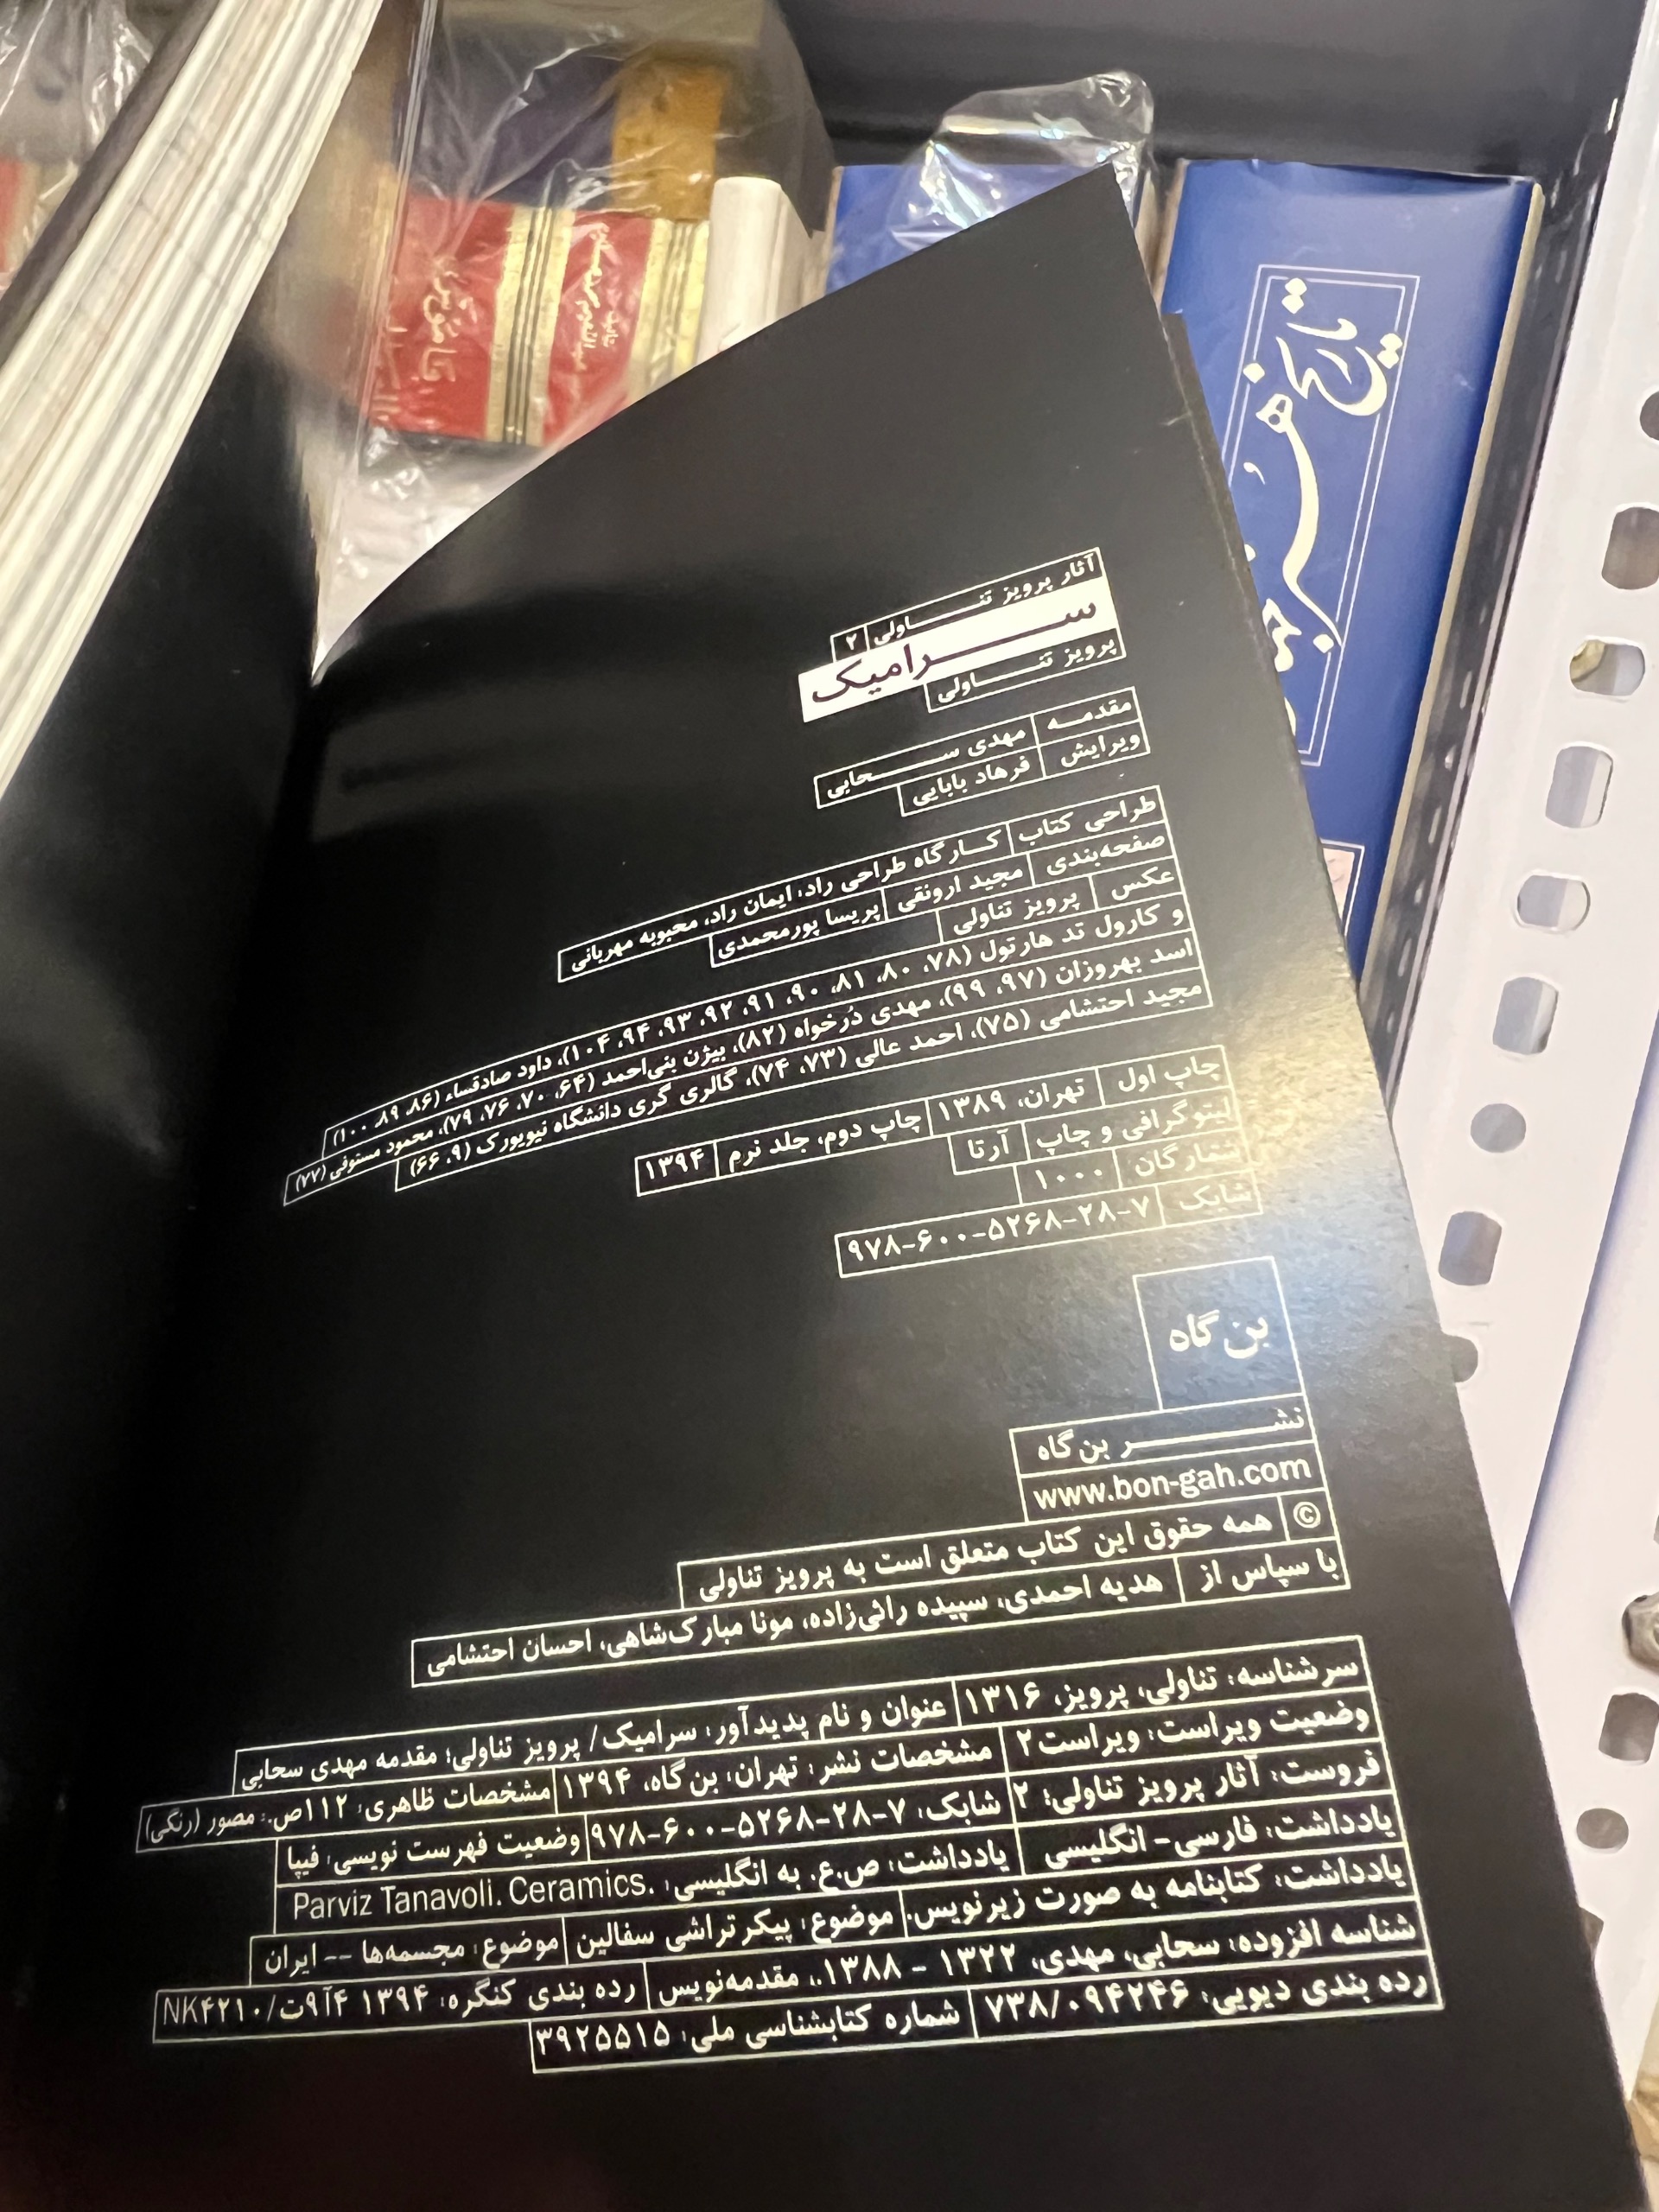 آثار پرویز تناولی | ۲
سرامیک
پرویز تناولی
مقدمه | مهدی سحابی
ویرایش | فرهاد بابایی
طراحی کتاب | کارگاه طراحی راد، ایمان راد، محبوبه مهربانی
صفحه‌بندی | مجید ارونقی | پریسا پورمحمدی
عکس | پرویز تناولی
و کارول تد هارتول (۷۸، ۸۰، ۸۱، ۹۰، ۹۱، ۹۲، ۹۳، ۹۴، ۱۰۴)، داود صادقساء (۸۶، ۸۹، ۱۰۰)
اسد بهروزان (۹۷، ۹۹)، مهدی دُرخواه (۸۲)، بیژن بنی‌احمد (۶۴، ۷۰، ۷۶، ۷۹)، محمود مستوفی (۷۷)
مجید احتشامی (۷۵)، احمد عالی (۷۳، ۷۴)، گالری گری دانشگاه نیویورک (۹، ۶۶)
چاپ اول | تهران، ۱۳۸۹ | چاپ دوم، جلد نرم | ۱۳۹۴
لیتوگرافی و چاپ | آرتا
شمارگان | ۱۰۰۰
شابک | ۹۷۸-۶۰۰-۵۲۶۸-۲۸-۷
بن‌گاه
نشر بن‌گاه
www.bon-gah.com
© | همه حقوق این کتاب متعلق است به پرویز تناولی
با سپاس از | هدیه احمدی، سپیده رائی‌زاده، مونا مبارک‌شاهی، احسان احتشامی
سرشناسه: تناولی، پرویز، ۱۳۱۶ | عنوان و نام پدیدآور: سرامیک/ پرویز تناولی؛ مقدمه مهدی سحابی
وضعیت ویراست: ویراست۲ | مشخصات نشر: تهران: بن‌گاه، ۱۳۹۴ | مشخصات ظاهری: ۱۱۲ص.: مصور (رنگی)
فروست: آثار پرویز تناولی؛ ۲ | شابک: ۹۷۸-۶۰۰-۵۲۶۸-۲۸-۷ | وضعیت فهرست نویسی: فیپا
یادداشت: فارسی- انگلیسی | یادداشت: ص.ع. به انگلیسی: Parviz Tanavoli. Ceramics.
یادداشت: کتابنامه به صورت زیرنویس. | موضوع: پیکرتراشی سفالین | موضوع: مجسمه‌ها -- ایران
شناسه افزوده: سحابی، مهدی، ۱۳۲۲ - ۱۳۸۸.، مقدمه‌نویس | رده بندی کنگره: ۱۳۹۴ ۴آ۹ت/NK۴۲۱۰
رده بندی دیویی: ۷۳۸/۰۹۴۲۴۶ | شماره کتابشناسی ملی: ۳۹۲۵۵۱۵
تاریخ هنر